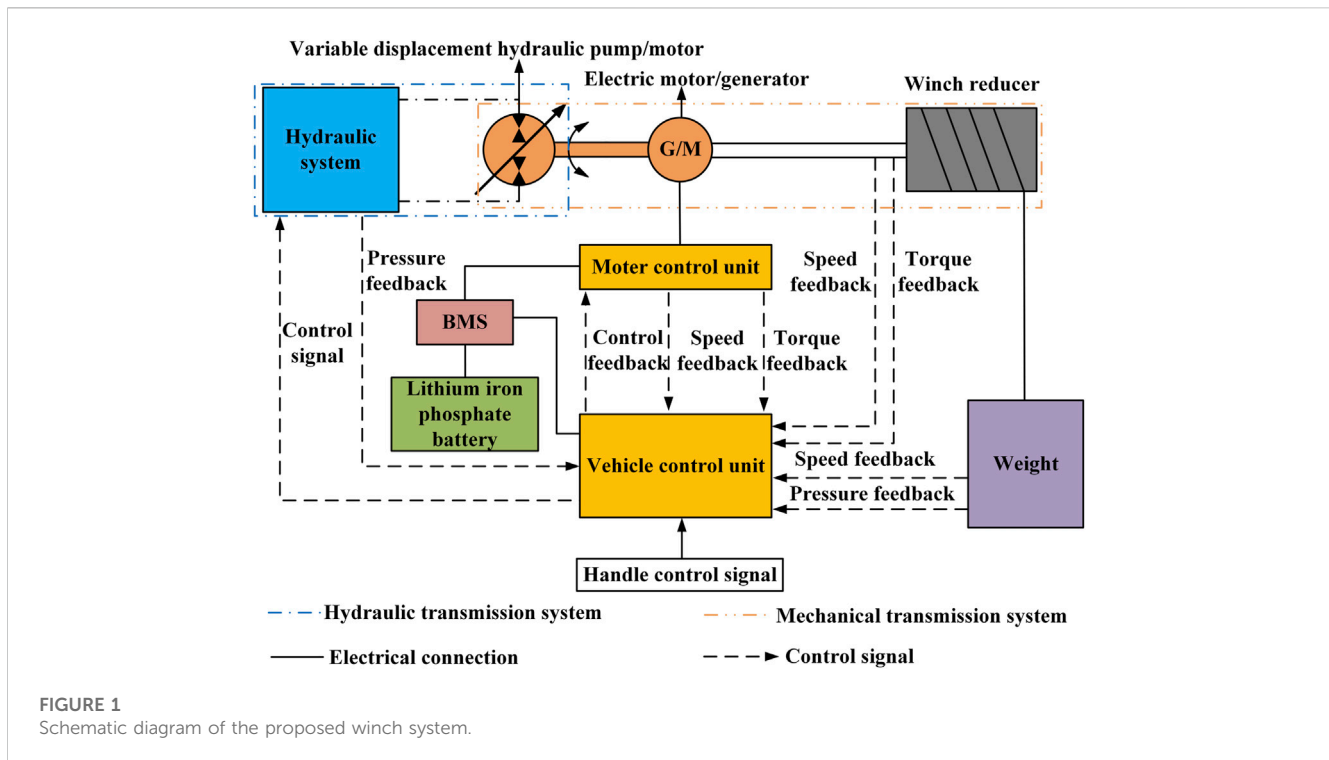 Variable displacement hydraulic pump/motor
Electric motor/generator
Winch reducer
Hydraulic
system
G/M
Pressure
feedback
Moter control unit
Speed
feedback
Torque
feedback
BMS
Control
signal
Control
feedback
Speed
feedback
Torque
feedback
Lithium iron
phosphate
battery
Vehicle control unit
Speed feedback
Weight
Pressure feedback
Handle control signal
Hydraulic transmission system
Mechanical transmission system
Electrical connection
Control signal
FIGURE 1
Schematic diagram of the proposed winch system.